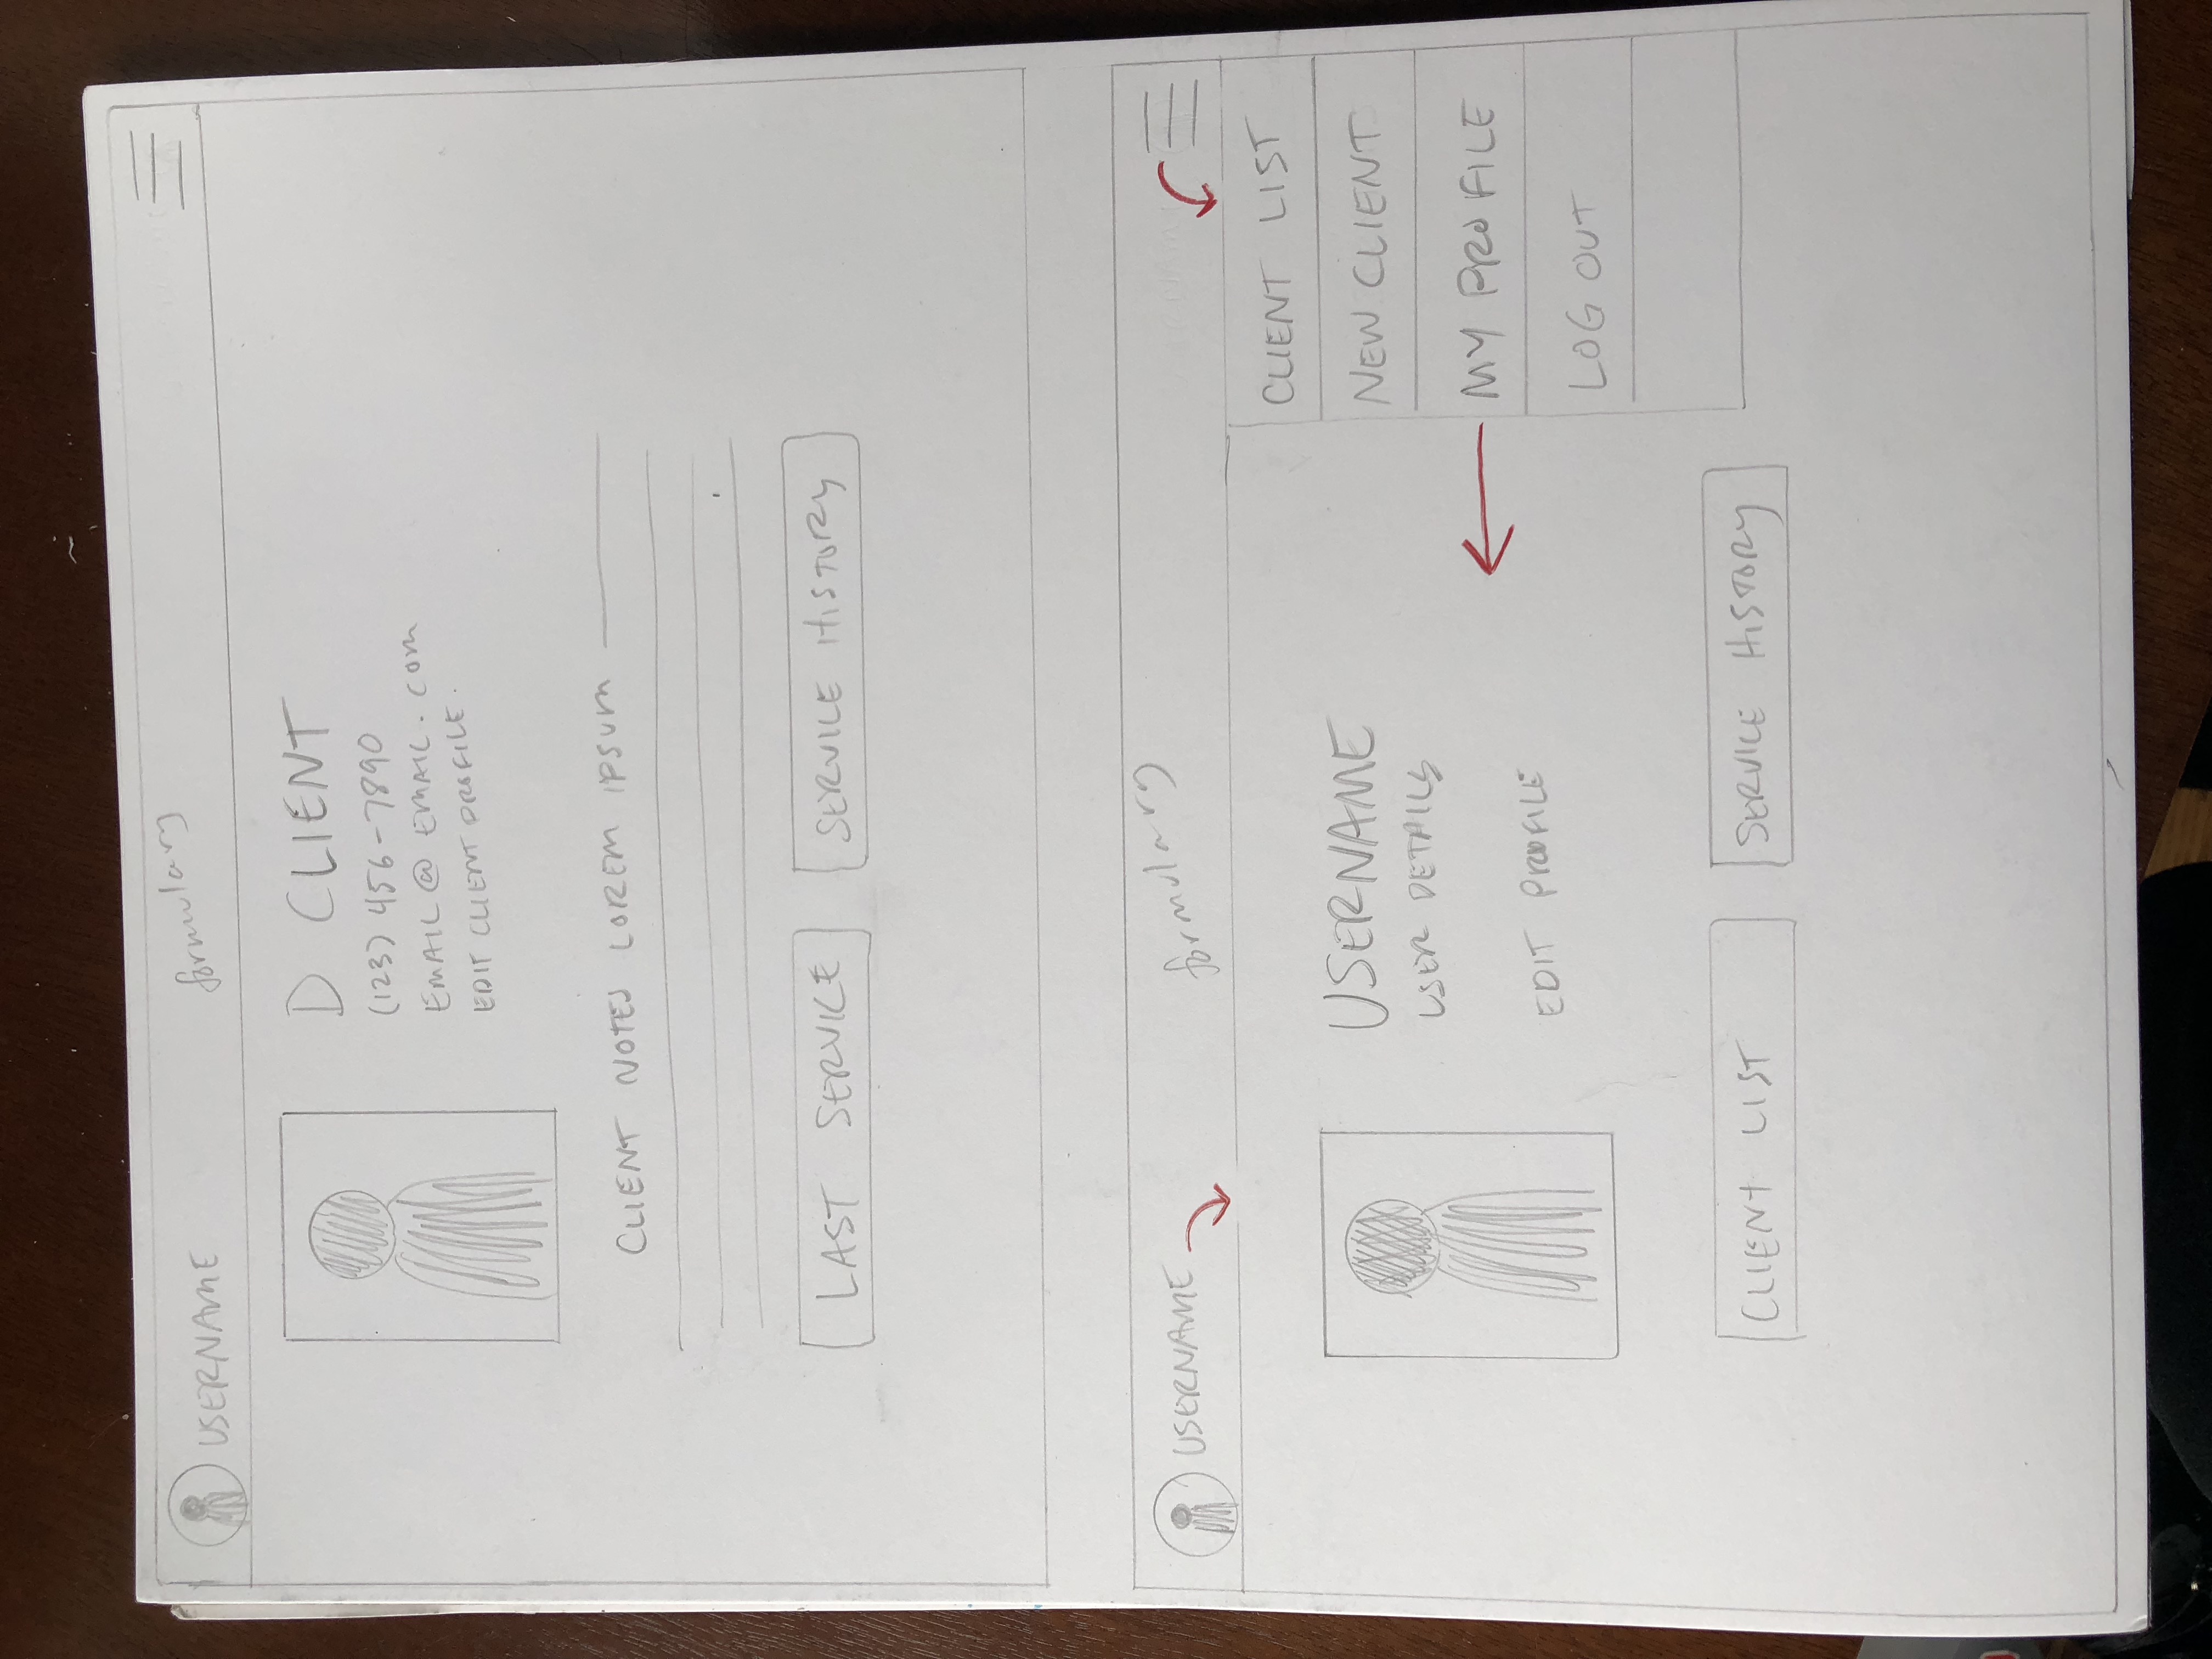 USERNAME formulary
D CLIENT
(123) 456-7890
EMAIL@EMAIL.COM
EDIT CLIENT PROFILE.
CLIENT NOTES LOREM IPSUM
LAST SERVICE
SERVICE HISTORY
USERNAME formulary
CLIENT LIST
NEW CLIENT
MY PROFILE
LOG OUT
USERNAME
USER DETAILS
EDIT PROFILE
CLIENT LIST
SERVICE HISTORY